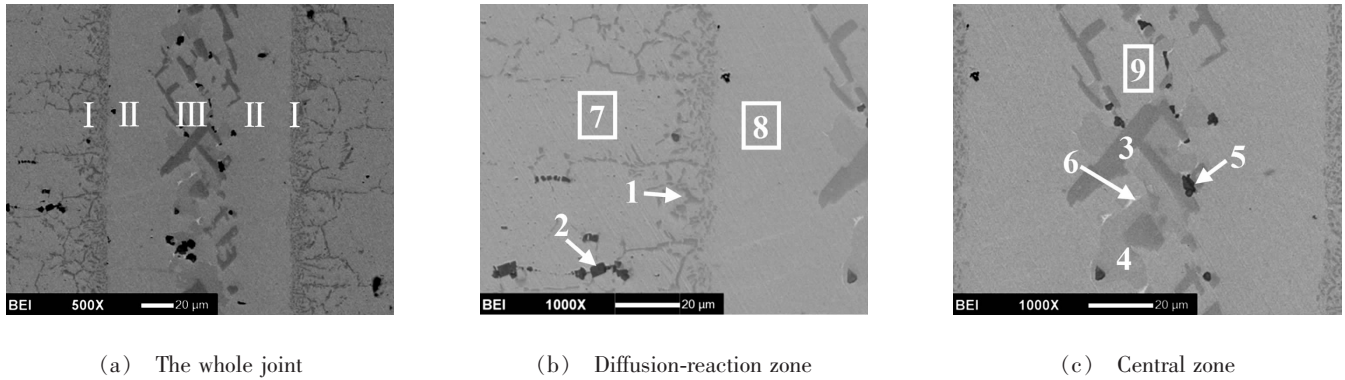 I II III II I
BEI 500X 20 μm
7
8
1
2
BEI 1000X 20 μm
9
3
6
5
4
BEI 1000X 20 μm
(a) The whole joint
(b) Diffusion-reaction zone
(c) Central zone